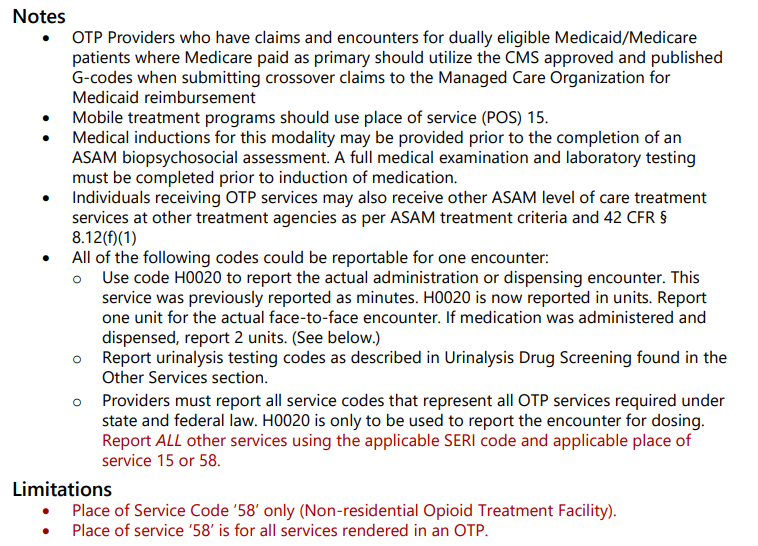 Notes
• OTP Providers who have claims and encounters for dually eligible Medicaid/Medicare
patients where Medicare paid as primary should utilize the CMS approved and published
G-codes when submitting crossover claims to the Managed Care Organization for
Medicaid reimbursement
• Mobile treatment programs should use place of service (POS) 15.
• Medical inductions for this modality may be provided prior to the completion of an
ASAM biopsychosocial assessment. A full medical examination and laboratory testing
must be completed prior to induction of medication.
• Individuals receiving OTP services may also receive other ASAM level of care treatment
services at other treatment agencies as per ASAM treatment criteria and 42 CFR §
8.12(f)(1)
• All of the following codes could be reportable for one encounter:
o Use code H0020 to report the actual administration or dispensing encounter. This
service was previously reported as minutes. H0020 is now reported in units. Report
one unit for the actual face-to-face encounter. If medication was administered and
dispensed, report 2 units. (See below.)
o Report urinalysis testing codes as described in Urinalysis Drug Screening found in the
Other Services section.
o Providers must report all service codes that represent all OTP services required under
state and federal law. H0020 is only to be used to report the encounter for dosing.
Report ALL other services using the applicable SERI code and applicable place of
service 15 or 58.
Limitations
• Place of Service Code ‘58’ only (Non-residential Opioid Treatment Facility).
• Place of service ‘58’ is for all services rendered in an OTP.